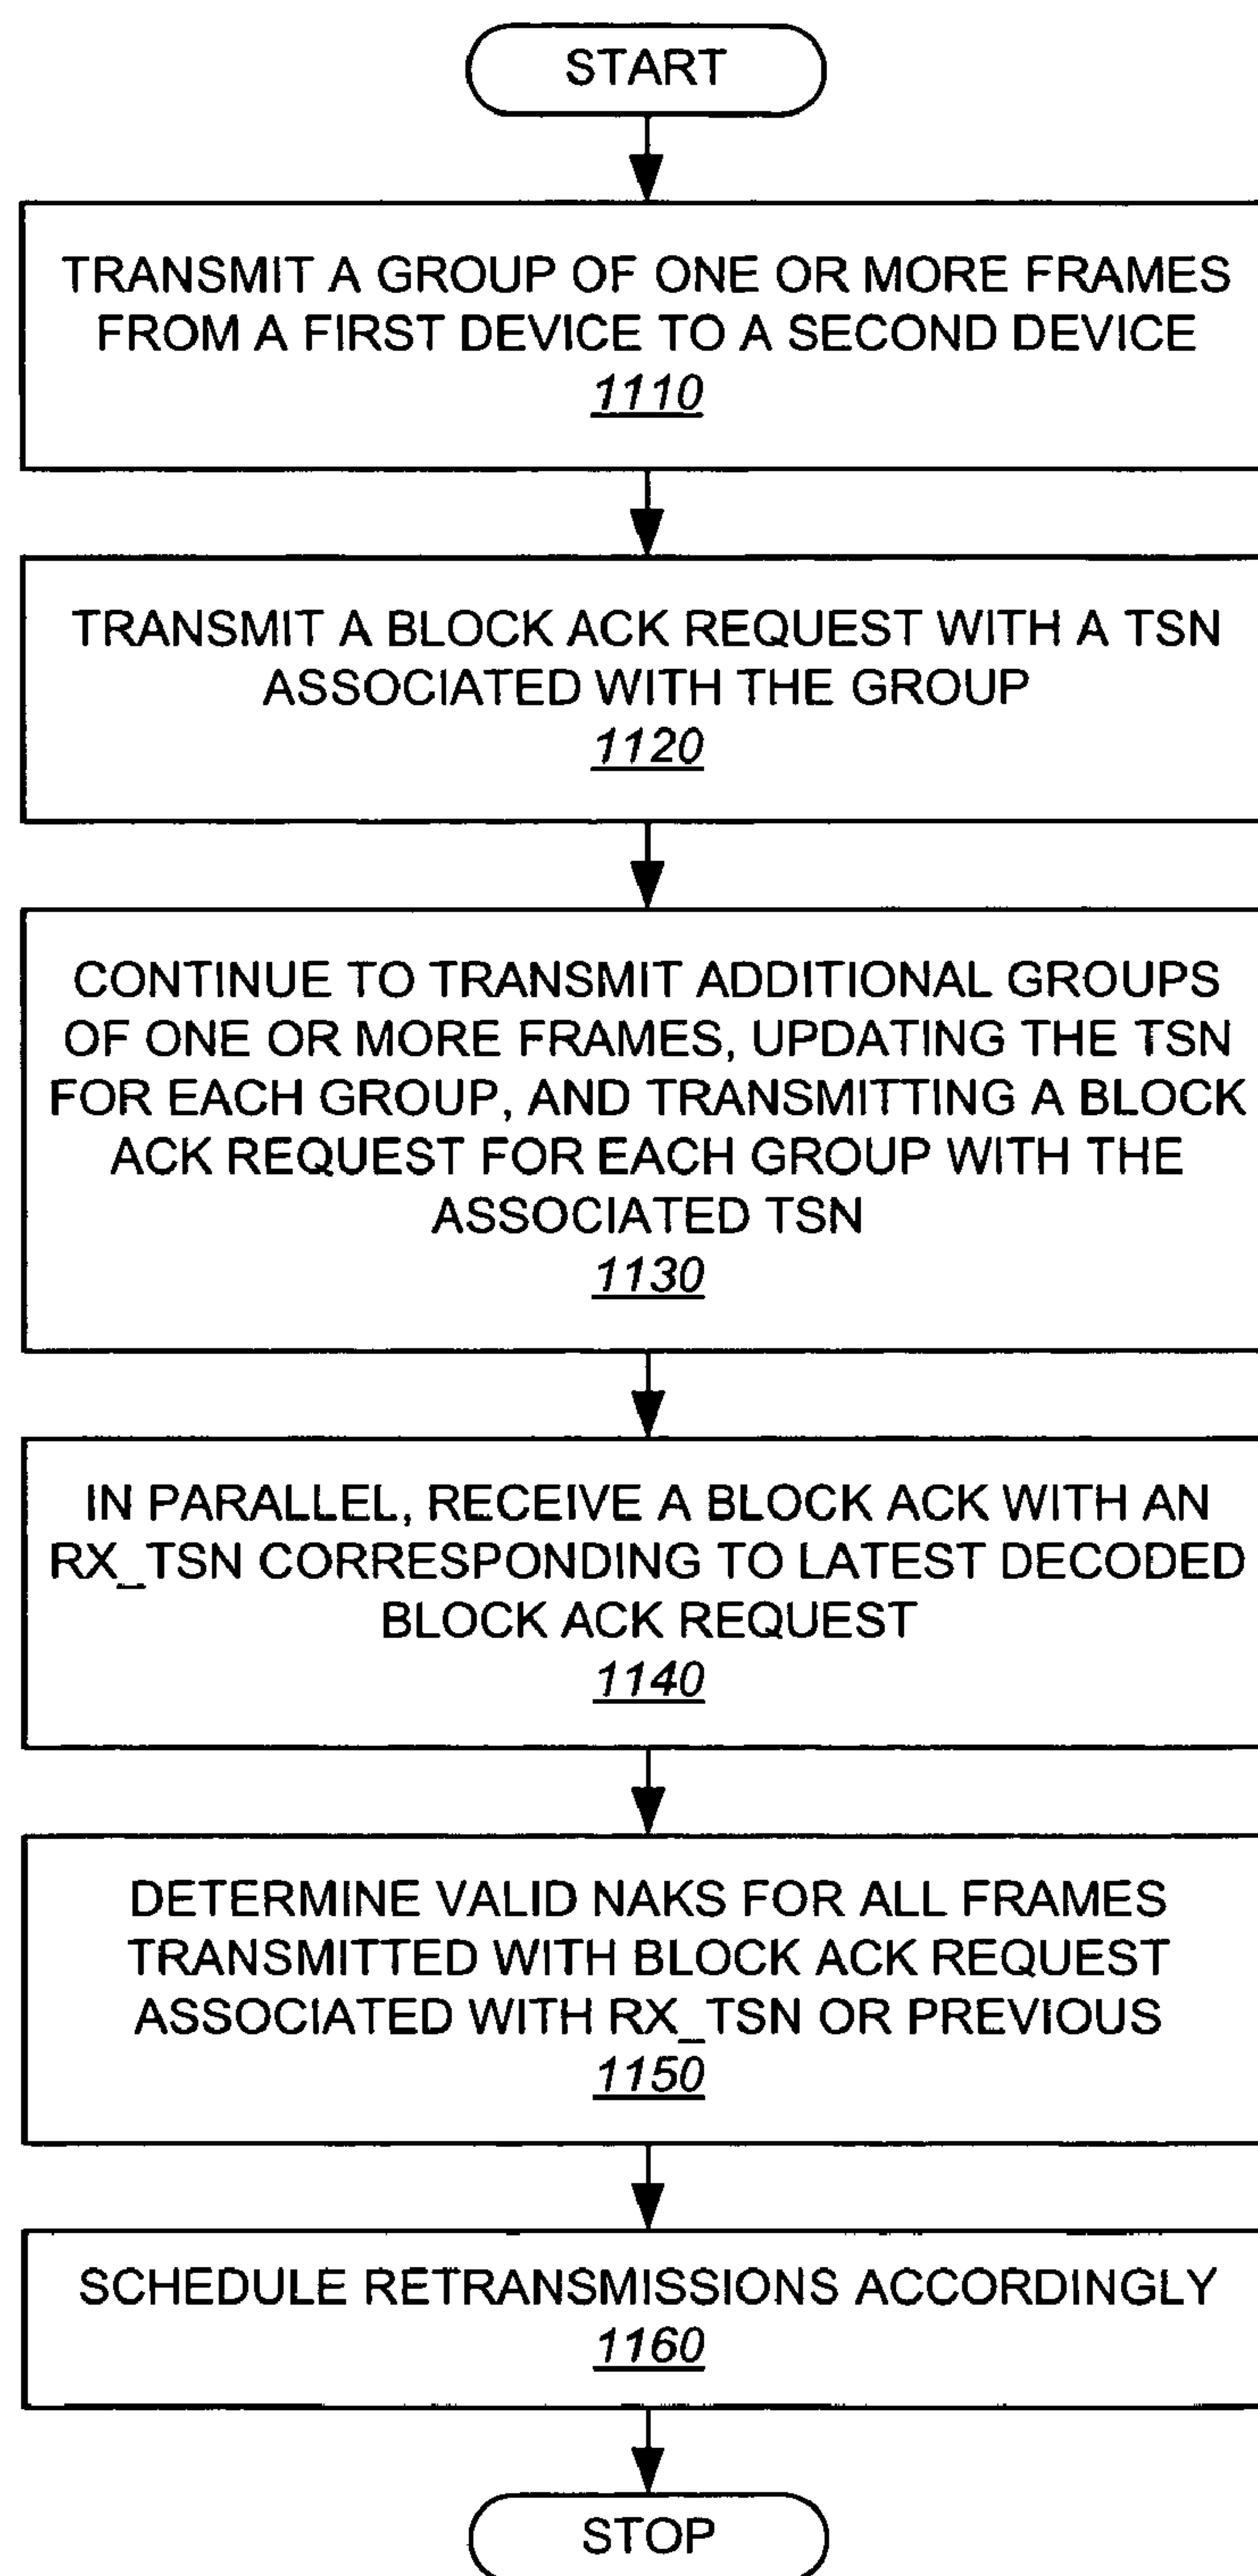 START
TRANSMIT A GROUP OF ONE OR MORE FRAMES
FROM A FIRST DEVICE TO A SECOND DEVICE
1110
TRANSMIT A BLOCK ACK REQUEST WITH A TSN
ASSOCIATED WITH THE GROUP
1120
CONTINUE TO TRANSMIT ADDITIONAL GROUPS
OF ONE OR MORE FRAMES, UPDATING THE TSN
FOR EACH GROUP, AND TRANSMITTING A BLOCK
ACK REQUEST FOR EACH GROUP WITH THE
ASSOCIATED TSN
1130
IN PARALLEL, RECEIVE A BLOCK ACK WITH AN
RX_TSN CORRESPONDING TO LATEST DECODED
BLOCK ACK REQUEST
1140
DETERMINE VALID NAKS FOR ALL FRAMES
TRANSMITTED WITH BLOCK ACK REQUEST
ASSOCIATED WITH RX_TSN OR PREVIOUS
1150
SCHEDULE RETRANSMISSIONS ACCORDINGLY
1160
STOP